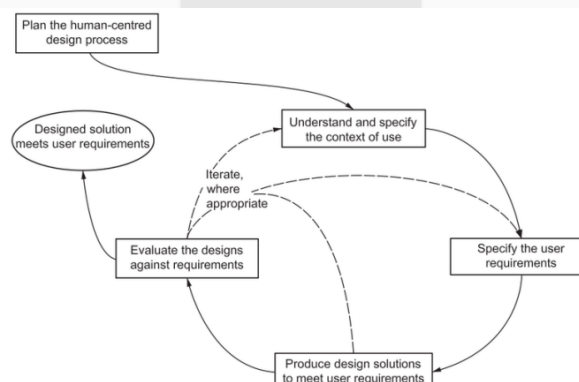 Plan the human-centred
design process
Understand and specify
the context of use
Designed solution
meets user requirements
Iterate,
where
appropriate
Evaluate the designs
against requirements
Specify the user
requirements
Produce design solutions
to meet user requirements